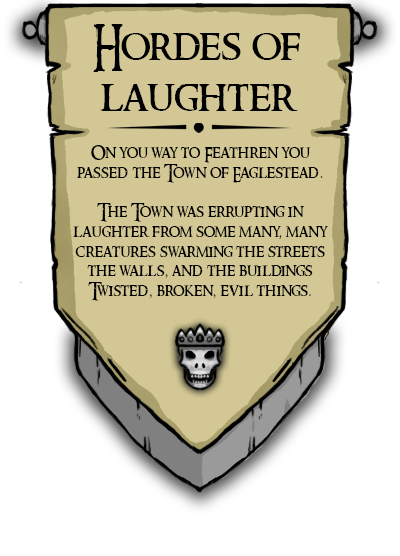 Hordes of
laughter
On you way to Feathren you
passed the Town of Eaglestead.
The Town was errupting in
laughter from some many, many
creatures swarming the streets
the walls, and the buildings
Twisted, broken, evil things.